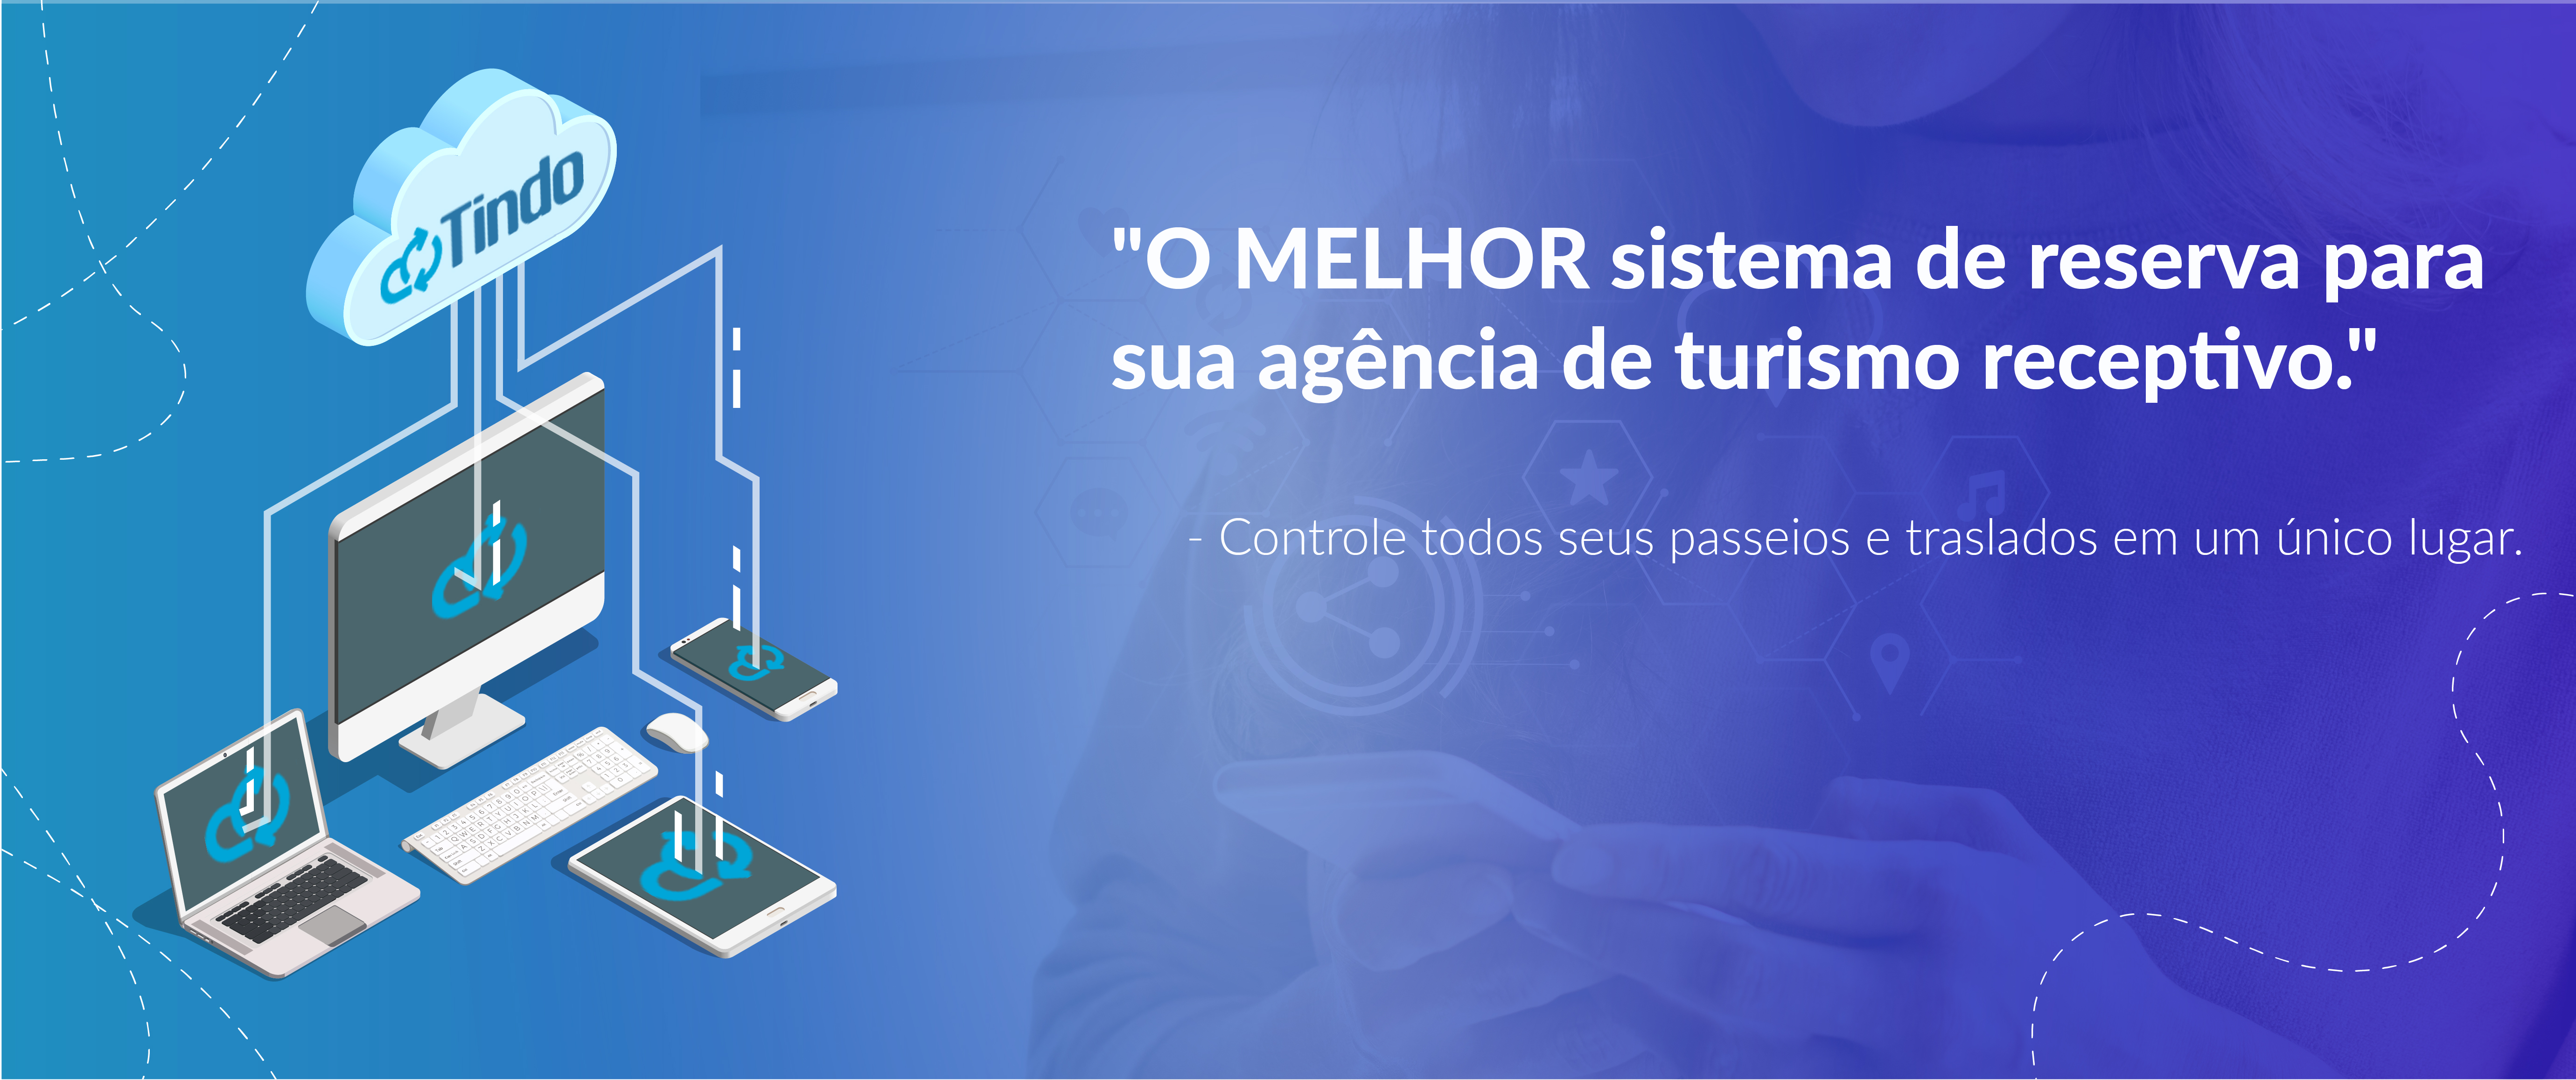 Tindo
"O MELHOR sistema de reserva para
sua agência de turismo receptivo."
- Controle todos seus passeios e traslados em um único lugar.